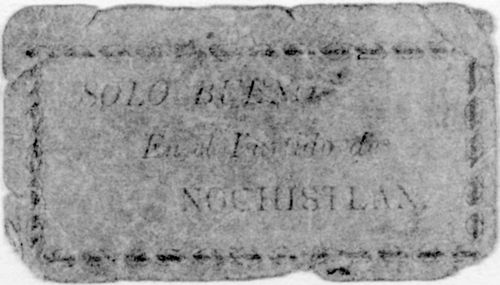 SOLO BUENO
En el Partido de
NOCHISTLAN.